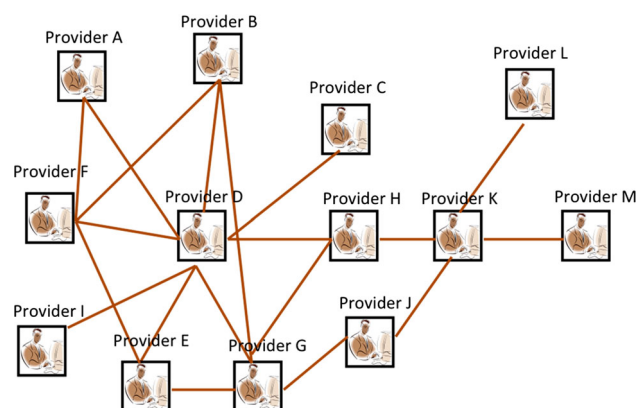 Provider B
Provider A
Provider L
Provider C
Provider F
Provider D
Provider H
Provider K
Provider M
Provider I
Provider J
Provider E
Provider G